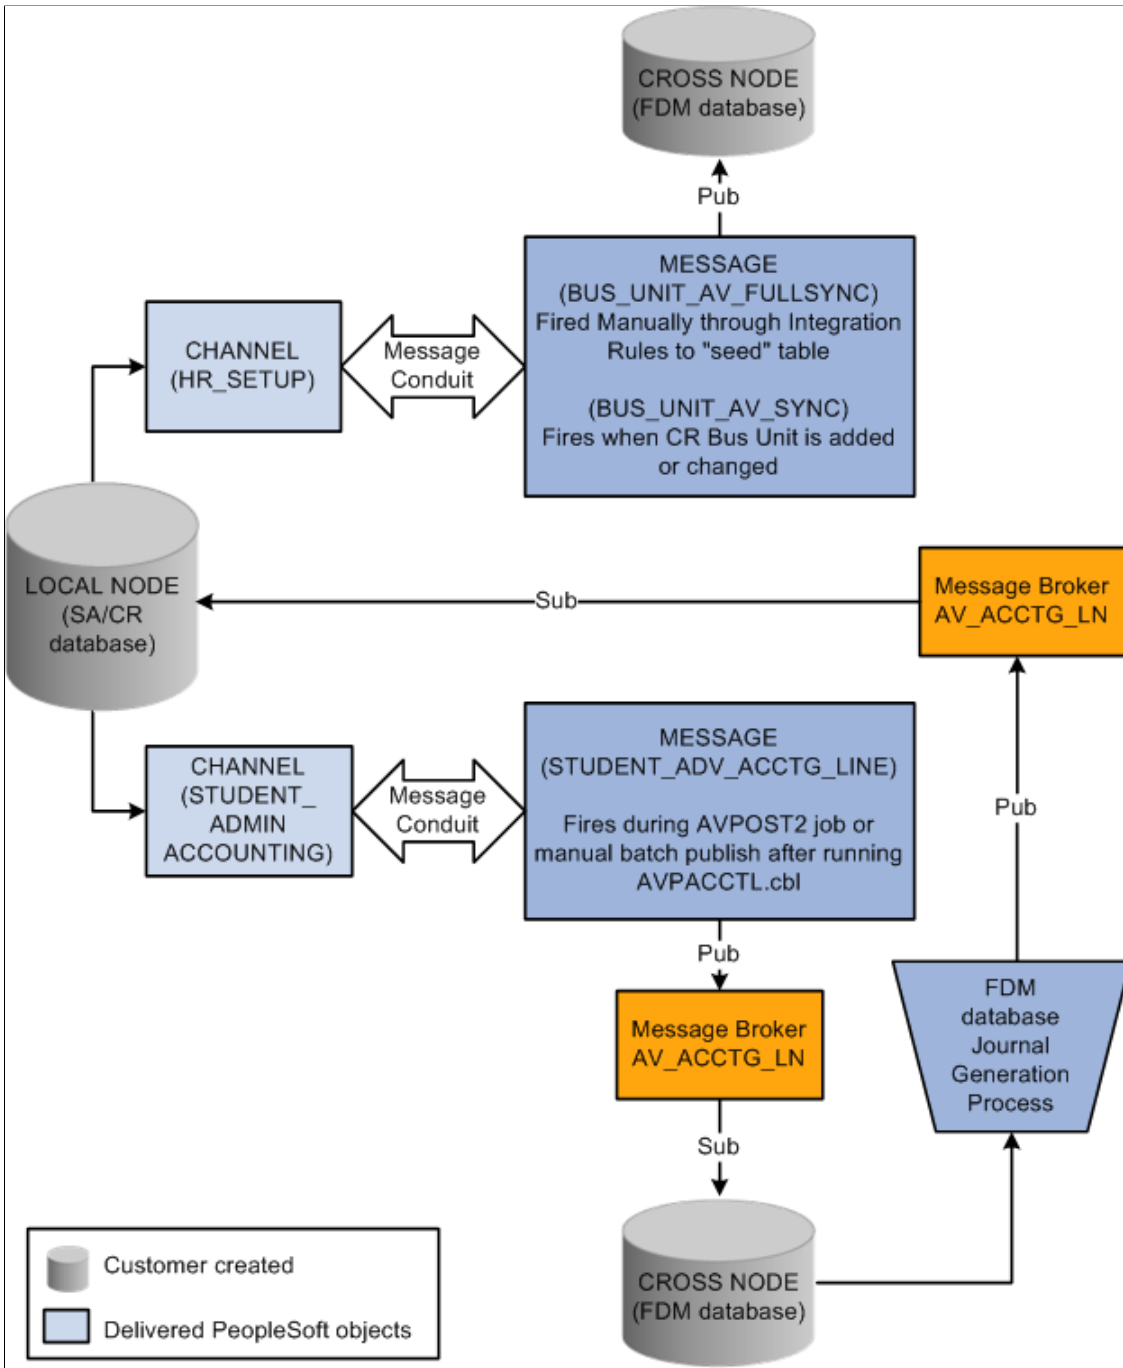 CROSS NODE
(FDM database)
Pub
MESSAGE
(BUS_UNIT_AV_FULLSYNC)
Fired Manually through Integration
Rules to "seed" table
(BUS_UNIT_AV_SYNC)
Fires when CR Bus Unit is added
or changed
CHANNEL
(HR_SETUP)
Message
Conduit
LOCAL NODE
(SA/CR
database)
Sub
Message Broker
AV_ACCTG_LN
CHANNEL
(STUDENT_
ADMIN
ACCOUNTING)
Message
Conduit
MESSAGE
(STUDENT_ADV_ACCTG_LINE)
Fires during AVPOST2 job or
manual batch publish after running
AVPACCTL.cbl
Pub
Pub
Message Broker
AV_ACCTG_LN
FDM
database
Journal
Generation
Process
Sub
CROSS NODE
(FDM database)
Customer created
Delivered PeopleSoft objects